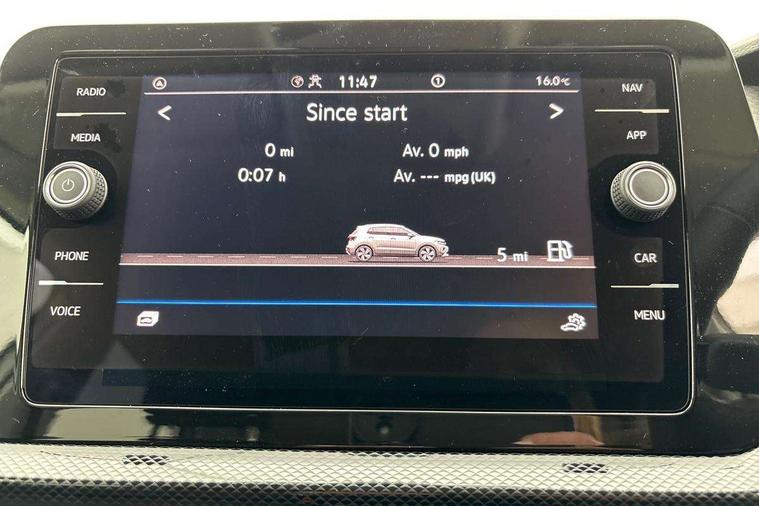 RADIO
MEDIA
PHONE
VOICE
11:47 1 16.0°C
Since start
0 mi Av. 0 mph
0:07 h Av. --- mpg (UK)
5 mi
NAV
APP
CAR
MENU